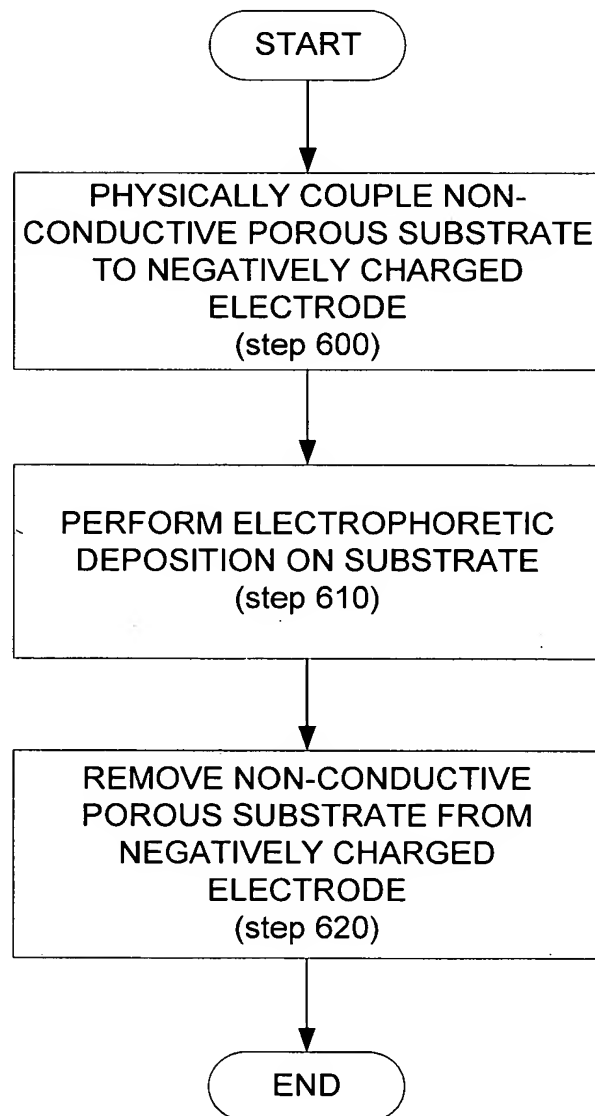 START
PHYSICALLY COUPLE NON-
CONDUCTIVE POROUS SUBSTRATE
TO NEGATIVELY CHARGED
ELECTRODE
(step 600)
PERFORM ELECTROPHORETIC
DEPOSITION ON SUBSTRATE
(step 610)
REMOVE NON-CONDUCTIVE
POROUS SUBSTRATE FROM
NEGATIVELY CHARGED
ELECTRODE
(step 620)
END